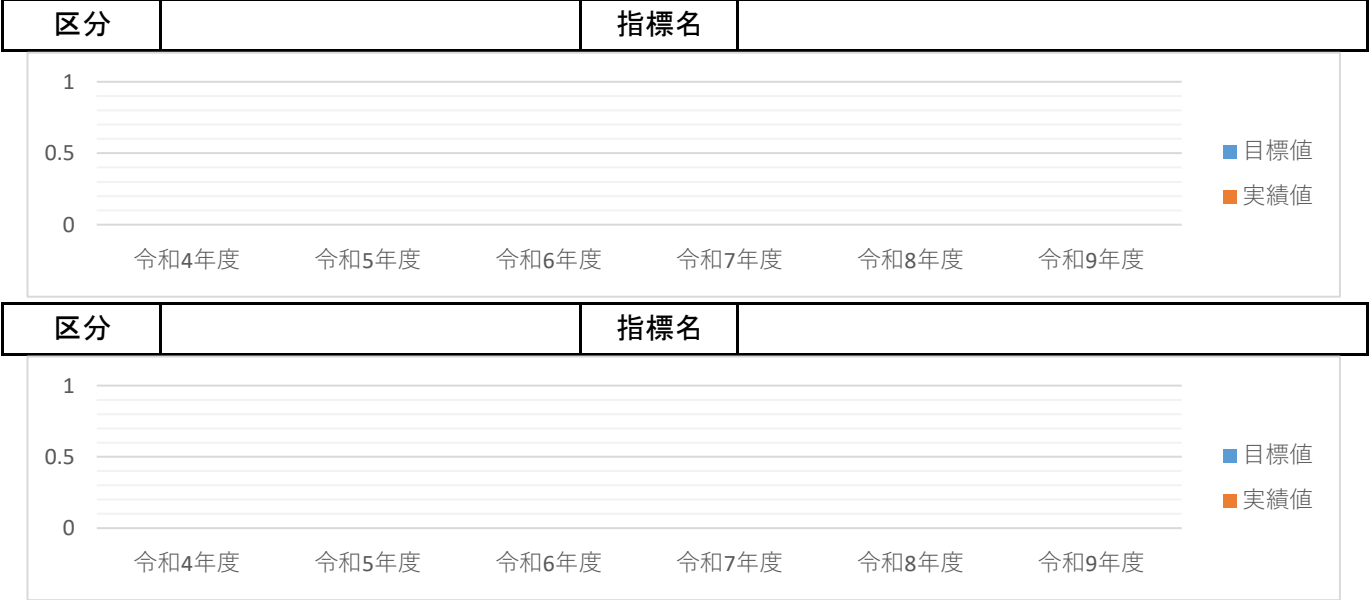 区分 指標名
1
0.5
0
目標値
実績値
令和4年度 令和5年度 令和6年度 令和7年度 令和8年度 令和9年度
区分 指標名
1
0.5
0
目標値
実績値
令和4年度 令和5年度 令和6年度 令和7年度 令和8年度 令和9年度